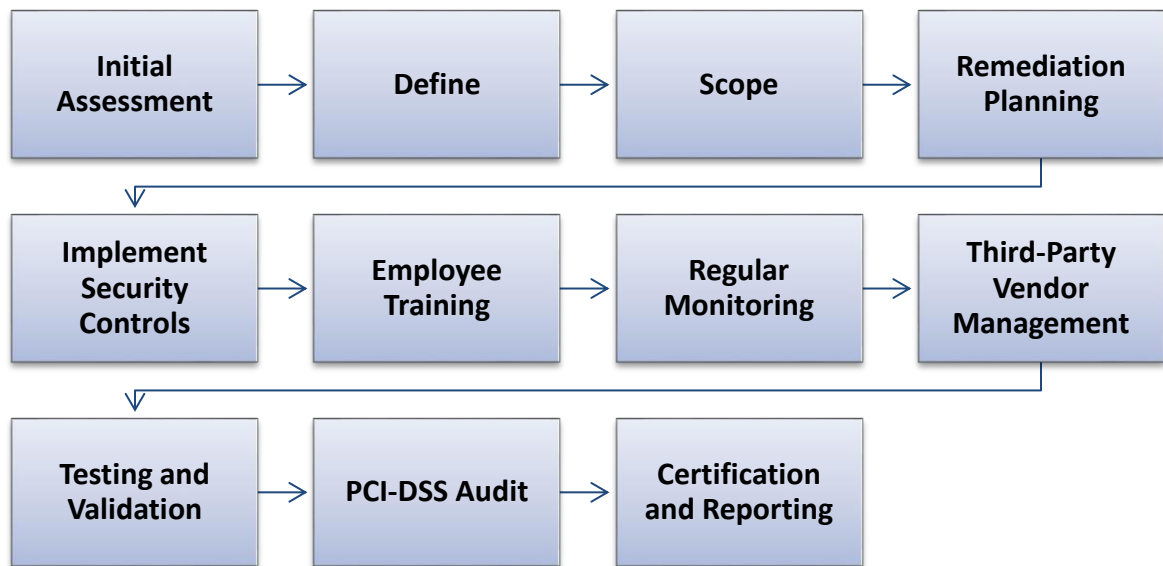 Initial
Assessment
Define
Scope
Remediation
Planning
Implement
Security
Controls
Employee
Training
Regular
Monitoring
Third-Party
Vendor
Management
Testing and
Validation
PCI-DSS Audit
Certification
and Reporting